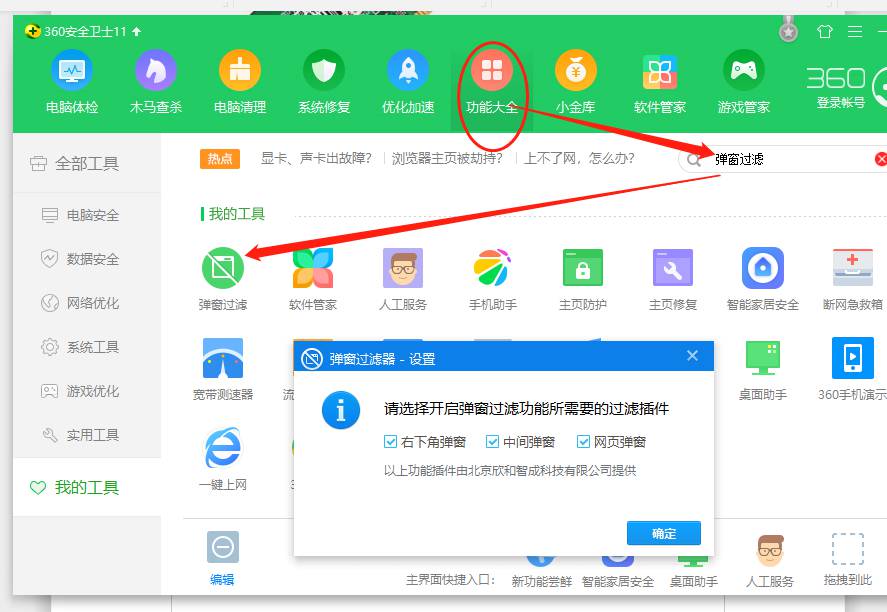 360安全卫士11
电脑体检 木马查杀 电脑清理 系统修复 优化加速 功能大全 小金库 软件管家 游戏管家
360
登录帐号
全部工具
电脑安全
数据安全
网络优化
系统工具
游戏优化
实用工具
我的工具
热点 显卡、声卡出故障? 浏览器主页被劫持? 上不了网,怎么办?
弹窗过滤
我的工具
弹窗过滤 软件管家 人工服务 手机助手 主页防护 主页修复 智能家居安全 断网急救箱
宽带测速器 桌面助手 360手机演示
一键上网
弹窗过滤器 - 设置
请选择开启弹窗过滤功能所需要的过滤插件
右下角弹窗 中间弹窗 网页弹窗
以上功能插件由北京欣和智成科技有限公司提供
确定
编辑
主界面快捷入口: 新功能尝鲜 智能家居安全 桌面助手 人工服务 拖拽到此